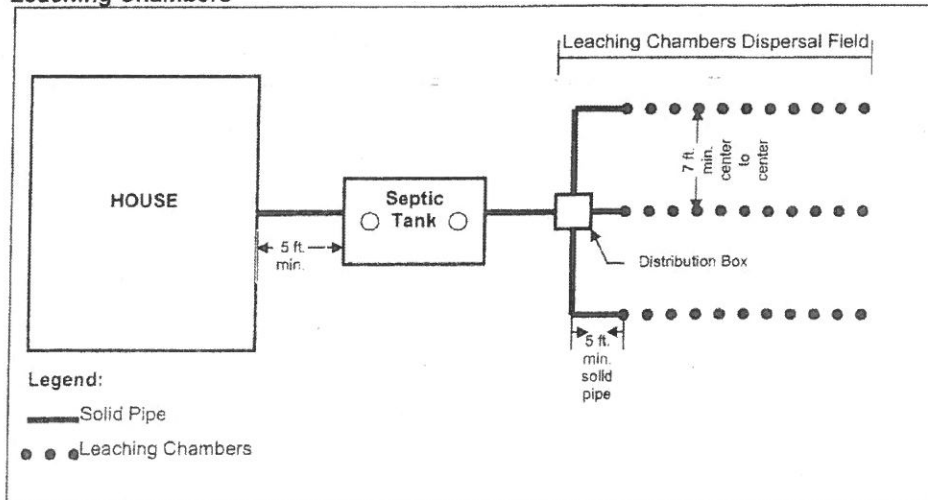 Leaching Chambers
Leaching Chambers Dispersal Field
HOUSE
Septic
Tank
5 ft.
min.
7 ft.
min.
center
to
center
Distribution Box
5 ft.
min.
solid
pipe
Legend:
Solid Pipe
Leaching Chambers